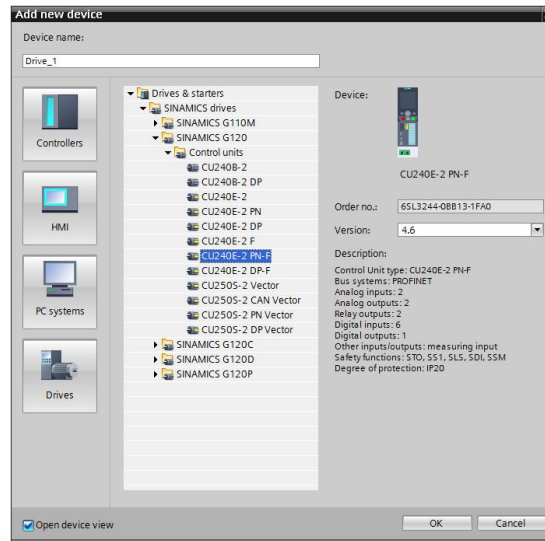 Add new device
Device name:
Drive_1
Controllers
HMI
PC systems
Drives
Drives & starters
SINAMICS drives
SINAMICS G110M
SINAMICS G120
Control units
CU240B-2
CU240B-2 DP
CU240E-2
CU240E-2 PN
CU240E-2 DP
CU240E-2 F
CU240E-2 PN-F
CU240E-2 DP-F
CU250S-2 Vector
CU250S-2 CAN Vector
CU250S-2 PN Vector
CU250S-2 DP Vector
SINAMICS G120C
SINAMICS G120D
SINAMICS G120P
Device:
CU240E-2 PN-F
Order no.: 6SL3244-0BB13-1FA0
Version: 4.6
Description:
Control Unit type: CU240E-2 PN-F
Bus systems: PROFINET
Analog inputs: 2
Analog outputs: 2
Relay outputs: 2
Digital inputs: 6
Digital outputs: 1
Other inputs/outputs: measuring input
Safety functions: STO, SS1, SLS, SDI, SSM
Degree of protection: IP20
Open device view
OK
Cancel